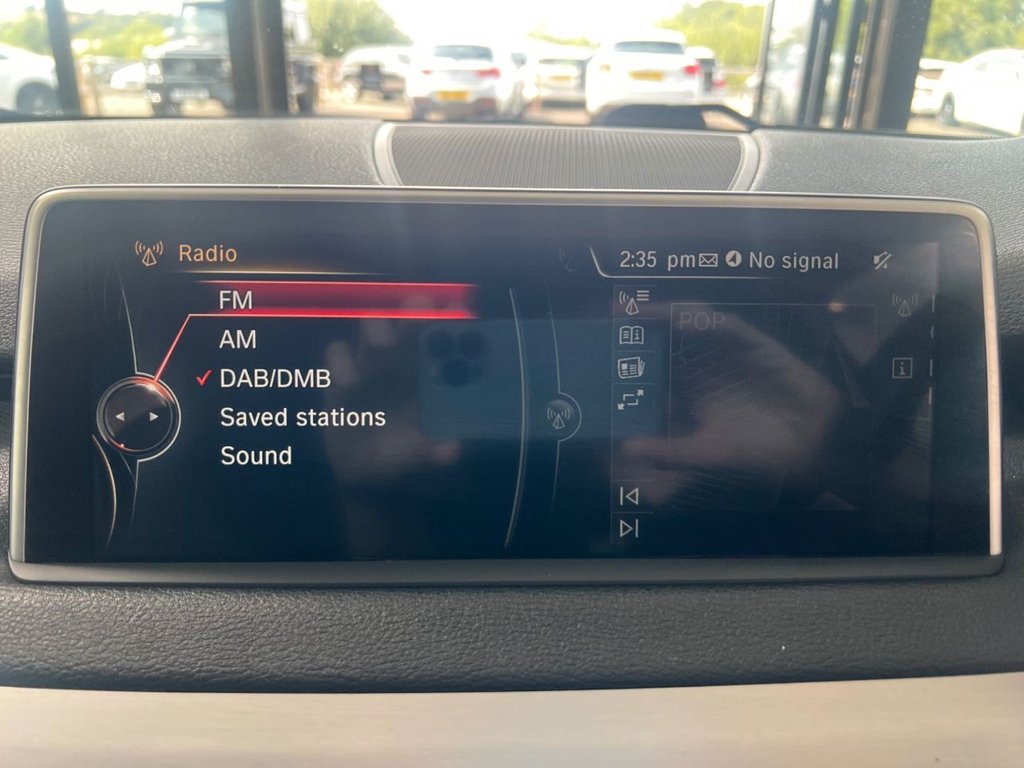 Radio
2:35 pm No signal
FM
AM
DAB/DMB
Saved stations
Sound
POP